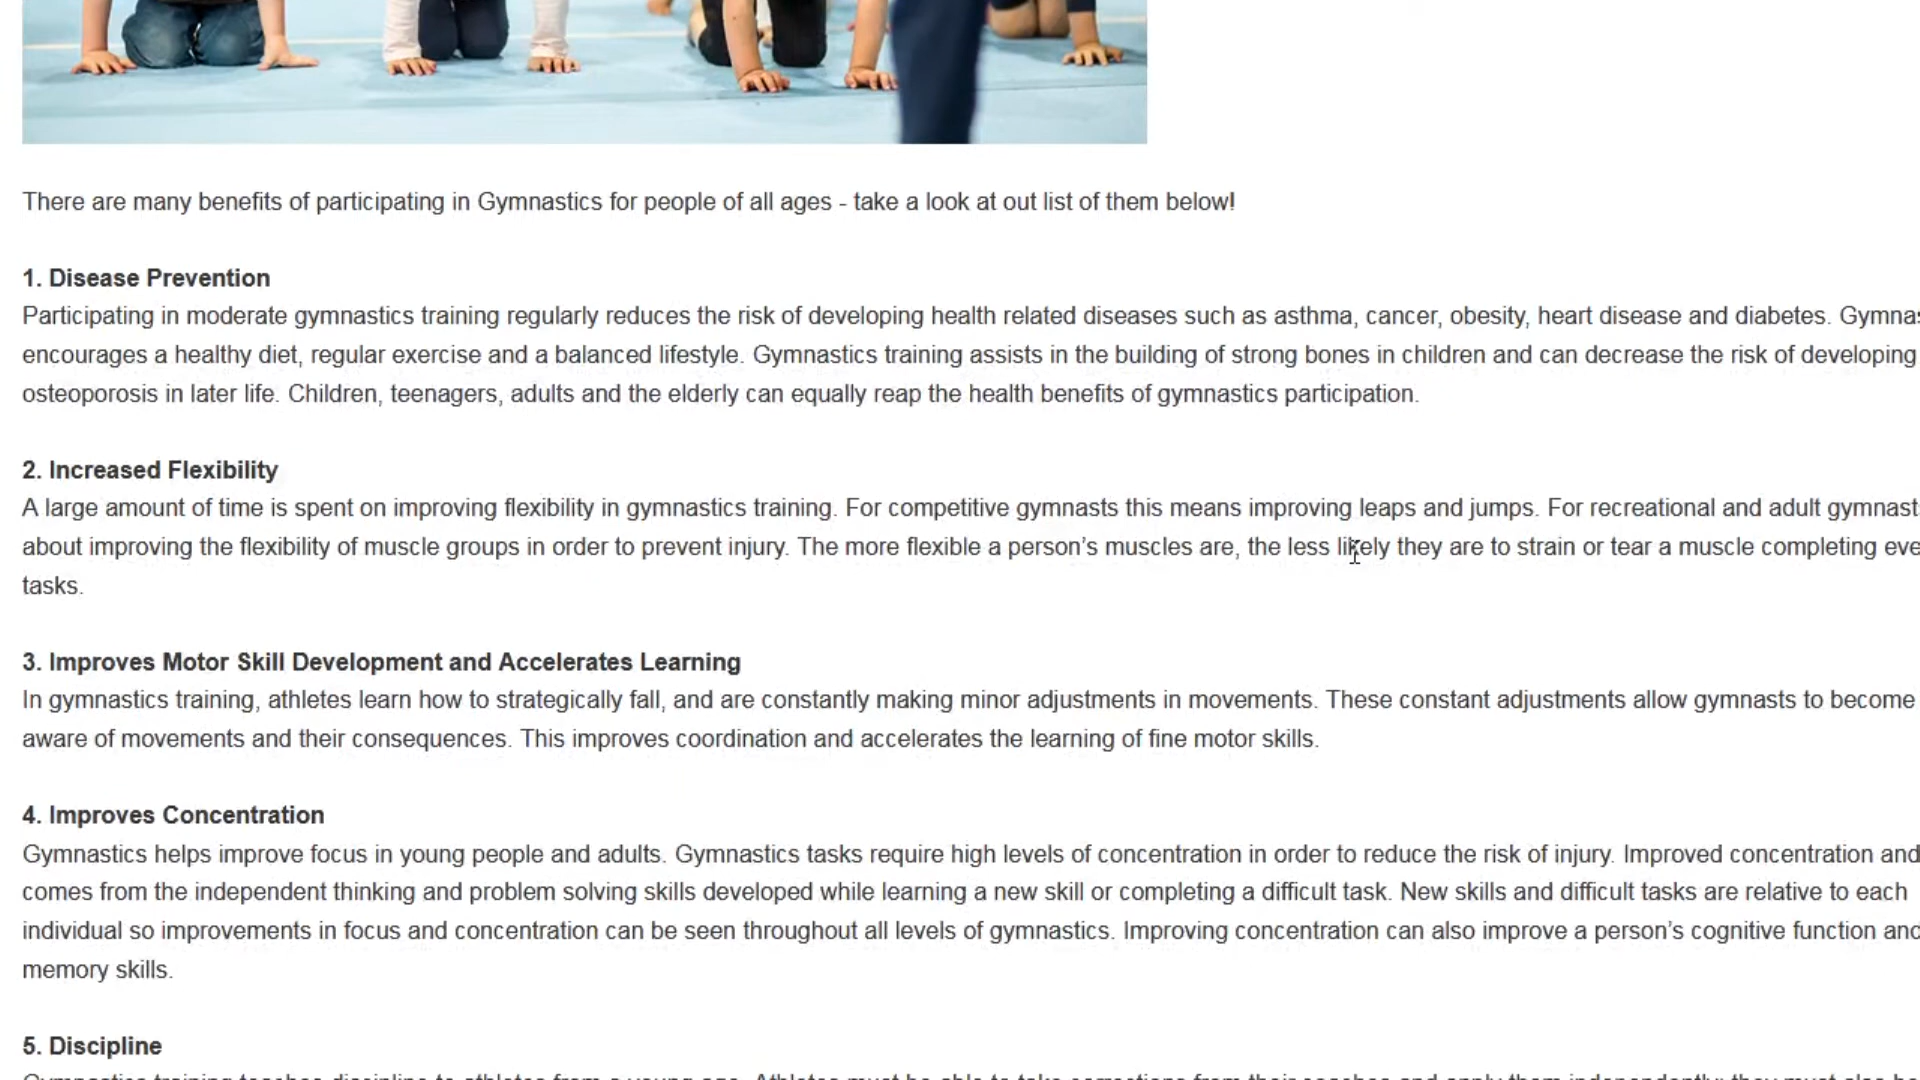 There are many benefits of participating in Gymnastics for people of all ages - take a look at out list of them below!
1. Disease Prevention
Participating in moderate gymnastics training regularly reduces the risk of developing health related diseases such as asthma, cancer, obesity, heart disease and diabetes.
encourages a healthy diet, regular exercise and a balanced lifestyle. Gymnastics training assists in the building of strong bones in children and can decrease the risk of developing
osteoporosis in later life. Children, teenagers, adults and the elderly can equally reap the health benefits of gymnastics participation.
2. Increased Flexibility
A large amount of time is spent on improving flexibility in gymnastics training. For competitive gymnasts this means improving leaps and jumps. For recreational and adult
about improving the flexibility of muscle groups in order to prevent injury. The more flexible a person’s muscles are, the less likely they are to strain or tear a muscle completing
tasks.
3. Improves Motor Skill Development and Accelerates Learning
In gymnastics training, athletes learn how to strategically fall, and are constantly making minor adjustments in movements. These constant adjustments allow gymnasts to become
aware of movements and their consequences. This improves coordination and accelerates the learning of fine motor skills.
4. Improves Concentration
Gymnastics helps improve focus in young people and adults. Gymnastics tasks require high levels of concentration in order to reduce the risk of injury. Improved concentration and
comes from the independent thinking and problem solving skills developed while learning a new skill or completing a difficult task. New skills and difficult tasks are relative to each
individual so improvements in focus and concentration can be seen throughout all levels of gymnastics. Improving concentration can also improve a person’s cognitive function and
memory skills.
5. Discipline